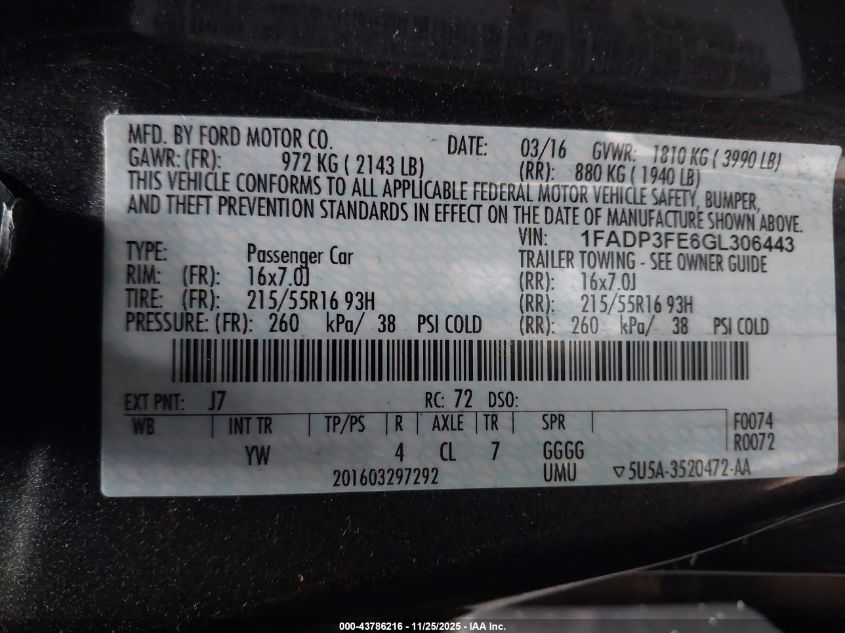 MFD. BY FORD MOTOR CO. DATE: 03/16 GVWR: 1810 KG ( 3990 LB)
GAWR: (FR): 972 KG ( 2143 LB) (RR): 880 KG ( 1940 LB)
THIS VEHICLE CONFORMS TO ALL APPLICABLE FEDERAL MOTOR VEHICLE SAFETY, BUMPER,
AND THEFT PREVENTION STANDARDS IN EFFECT ON THE DATE OF MANUFACTURE SHOWN ABOVE.
VIN: 1FADP3FE6GL306443
TYPE: Passenger Car TRAILER TOWING - SEE OWNER GUIDE
RIM: (FR): 16x7.0J (RR): 16x7.0J
TIRE: (FR): 215/55R16 93H (RR): 215/55R16 93H
PRESSURE: (FR): 260 kPa/ 38 PSI COLD (RR): 260 kPa/ 38 PSI COLD
EXT PNT: J7 RC: 72 DSO:
WB INT TR TP/PS R AXLE TR SPR F0074
YW 4 CL 7 GGGG R0072
201603297292 UMU ▽5U5A-3520472-AA
000-43786216 - 11/25/2025 - IAA Inc.